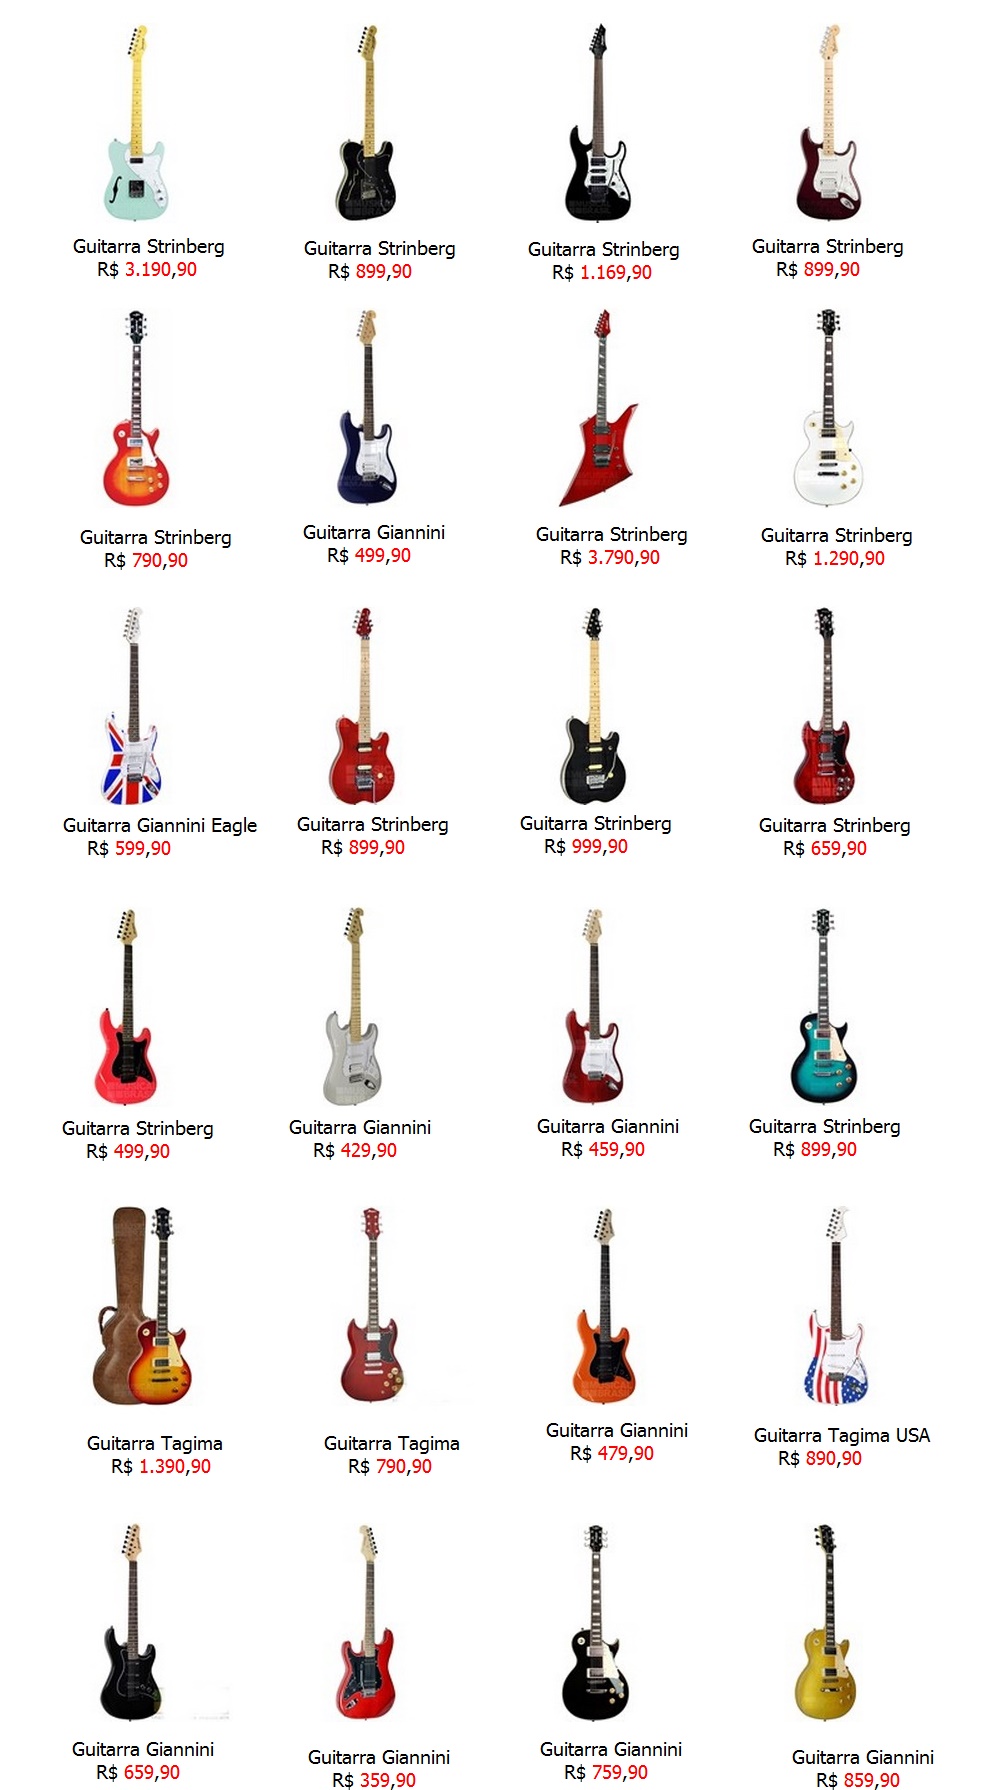 Guitarra Strinberg
R$ 3.190,90
Guitarra Strinberg
R$ 899,90
Guitarra Strinberg
R$ 1.169,90
Guitarra Strinberg
R$ 899,90
Guitarra Strinberg
R$ 790,90
Guitarra Giannini
R$ 499,90
Guitarra Strinberg
R$ 3.790,90
Guitarra Strinberg
R$ 1.290,90
Guitarra Giannini Eagle
R$ 599,90
Guitarra Strinberg
R$ 899,90
Guitarra Strinberg
R$ 999,90
Guitarra Strinberg
R$ 659,90
Guitarra Strinberg
R$ 499,90
Guitarra Giannini
R$ 429,90
Guitarra Giannini
R$ 459,90
Guitarra Strinberg
R$ 899,90
Guitarra Tagima
R$ 1.390,90
Guitarra Tagima
R$ 790,90
Guitarra Giannini
R$ 479,90
Guitarra Tagima USA
R$ 890,90
Guitarra Giannini
R$ 659,90
Guitarra Giannini
R$ 359,90
Guitarra Giannini
R$ 759,90
Guitarra Giannini
R$ 859,90